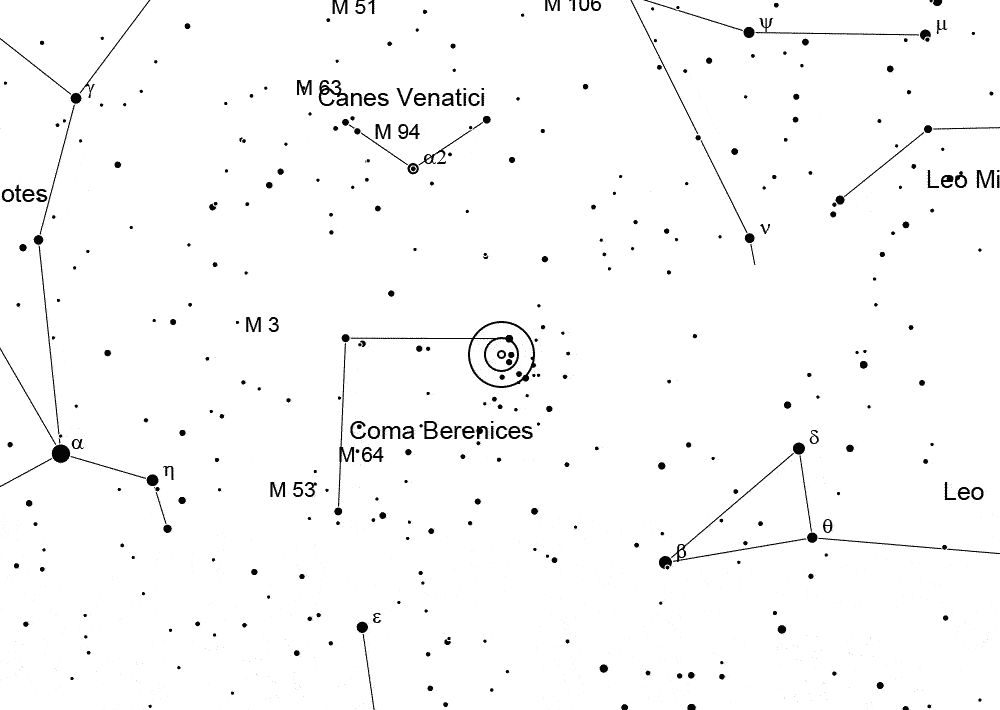 M 51
M 106
ψ
μ
γ
M 63
Canes Venatici
M 94
α2
Leo Mi
otes
ν
M 3
Coma Berenices
α
δ
M 64
η
M 53
Leo
θ
β
ε